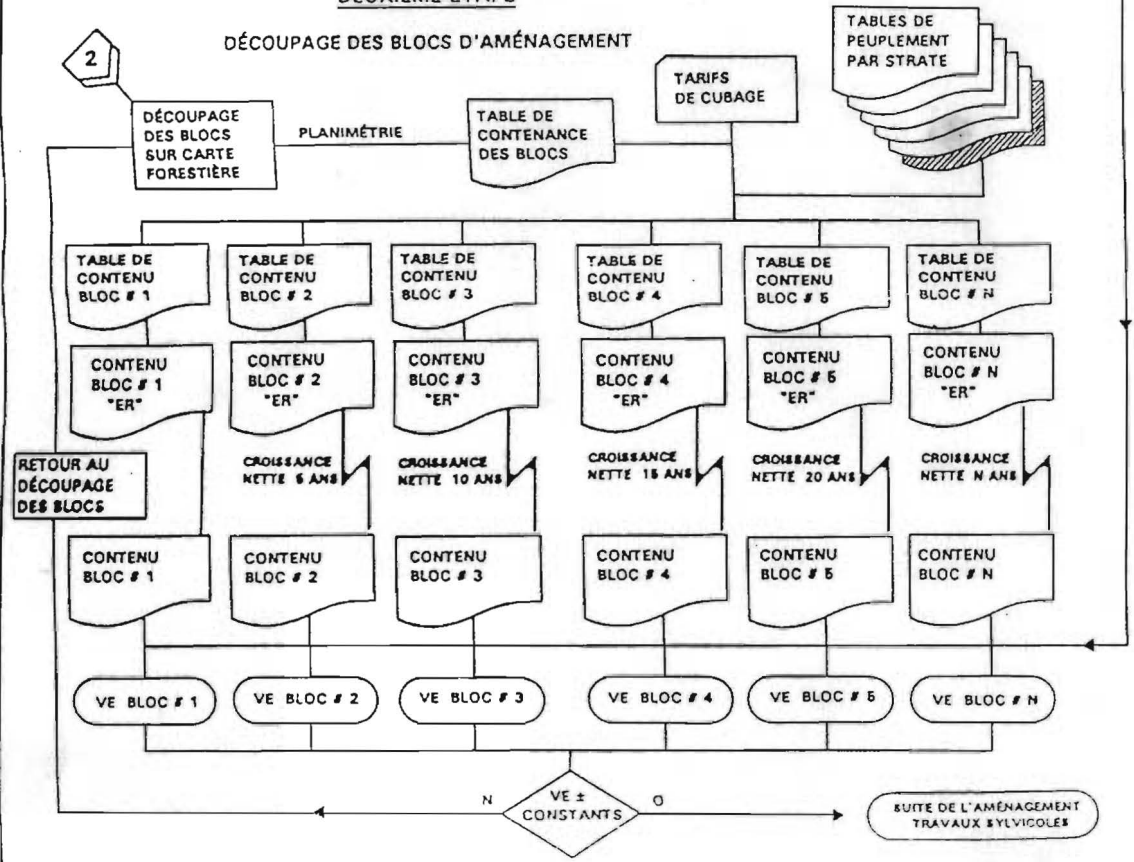 DEUXIÈME ÉTAPE
DÉCOUPAGE DES BLOCS D'AMÉNAGEMENT
2
DÉCOUPAGE
DES BLOCS
SUR CARTE
FORESTIÈRE
PLANIMÉTRIE
TABLE DE
CONTENANCE
DES BLOCS
TARIFS
DE CUBAGE
TABLES DE
PEUPLEMENT
PAR STRATE
TABLE DE
CONTENU
BLOC # 1
TABLE DE
CONTENU
BLOC # 2
TABLE DE
CONTENU
BLOC # 3
TABLE DE
CONTENU
BLOC # 4
TABLE DE
CONTENU
BLOC # 5
TABLE DE
CONTENU
BLOC # N
CONTENU
BLOC # 1
"ER"
CONTENU
BLOC # 2
"ER"
CONTENU
BLOC # 3
"ER"
CONTENU
BLOC # 4
"ER"
CONTENU
BLOC # 5
"ER"
CONTENU
BLOC # N
"ER"
RETOUR AU
DÉCOUPAGE
DES BLOCS
CROISSANCE
NETTE 5 ANS
CROISSANCE
NETTE 10 ANS
CROISSANCE
NETTE 15 ANS
CROISSANCE
NETTE 20 ANS
CROISSANCE
NETTE N ANS
CONTENU
BLOC # 1
CONTENU
BLOC # 2
CONTENU
BLOC # 3
CONTENU
BLOC # 4
CONTENU
BLOC # 5
CONTENU
BLOC # N
VE BLOC # 1
VE BLOC # 2
VE BLOC # 3
VE BLOC # 4
VE BLOC # 5
VE BLOC # N
N
VE ±
CONSTANTS
O
SUITE DE L'AMÉNAGEMENT
TRAVAUX SYLVICOLES